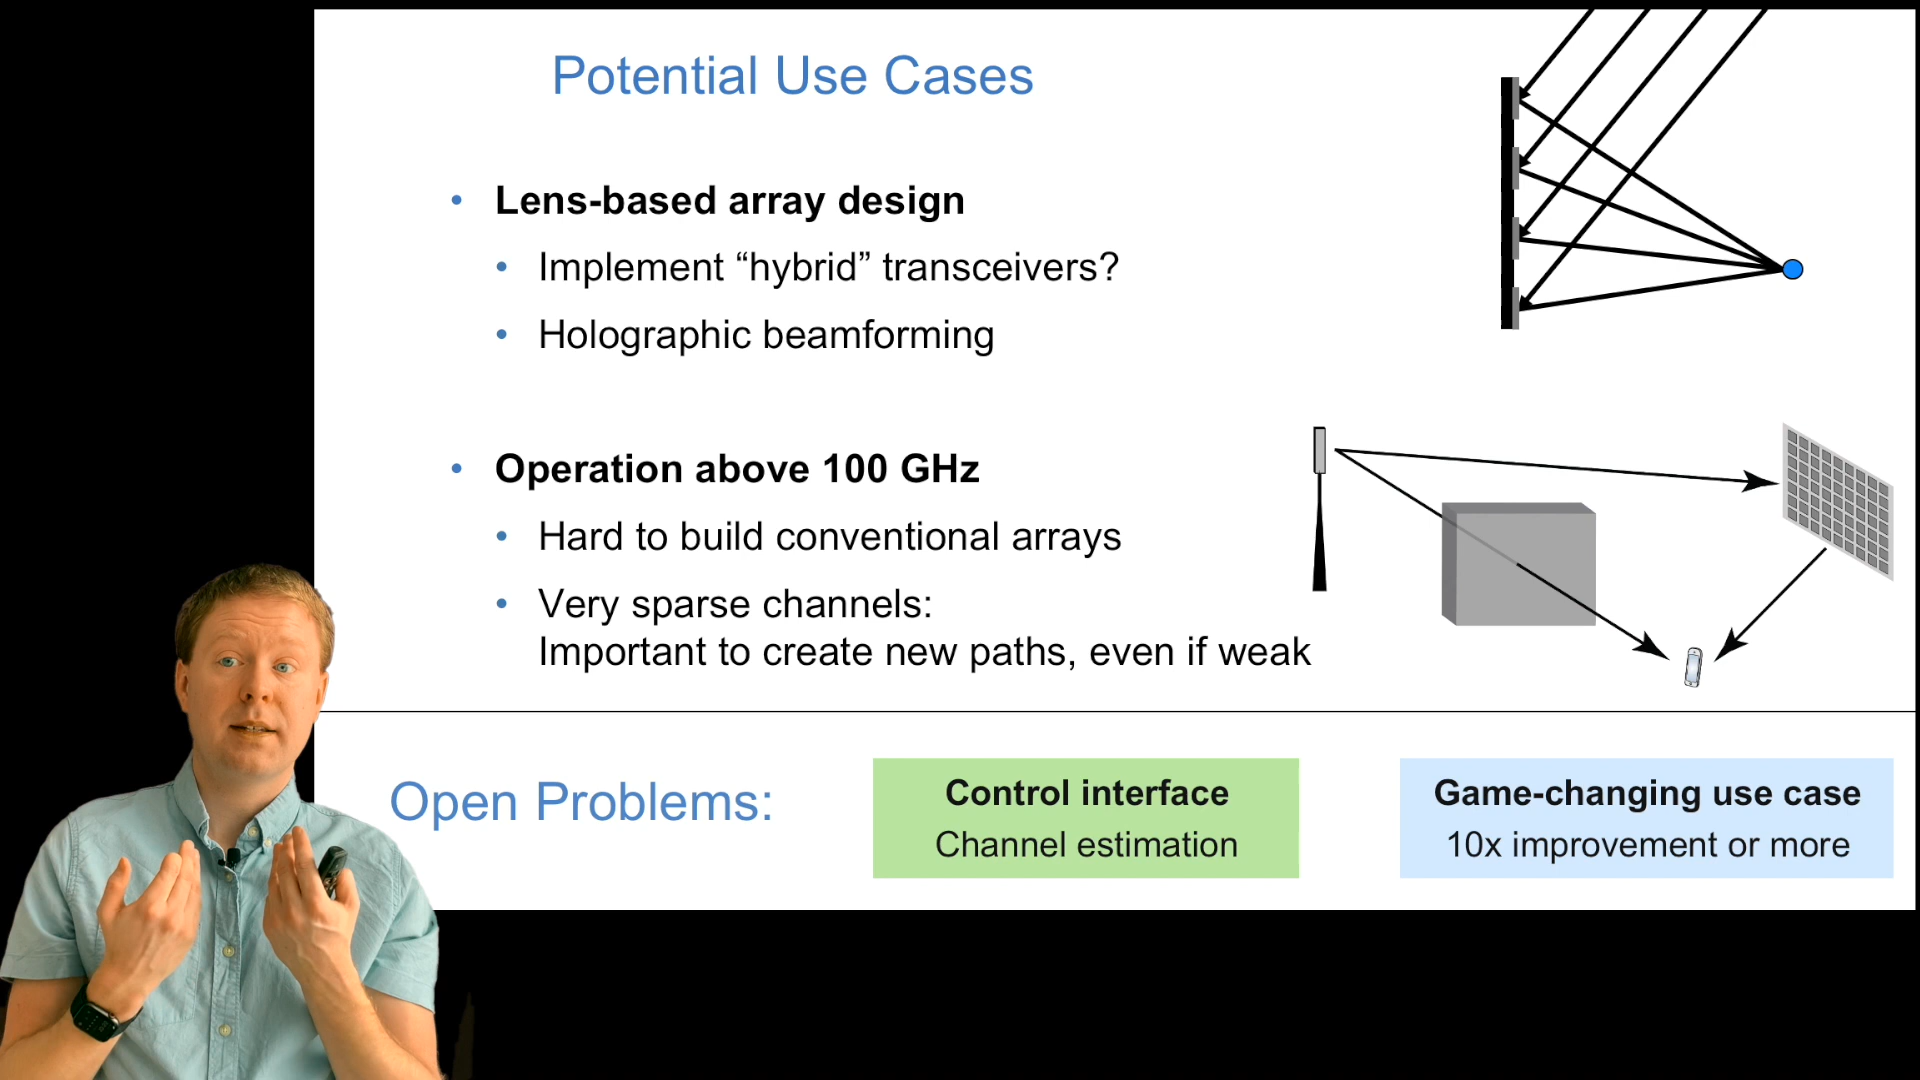 Potential Use Cases
• Lens-based array design
• Implement “hybrid” transceivers?
• Holographic beamforming
• Operation above 100 GHz
• Hard to build conventional arrays
• Very sparse channels:
Important to create new paths, even if weak
Open Problems:
Control interface
Channel estimation
Game-changing use case
10x improvement or more